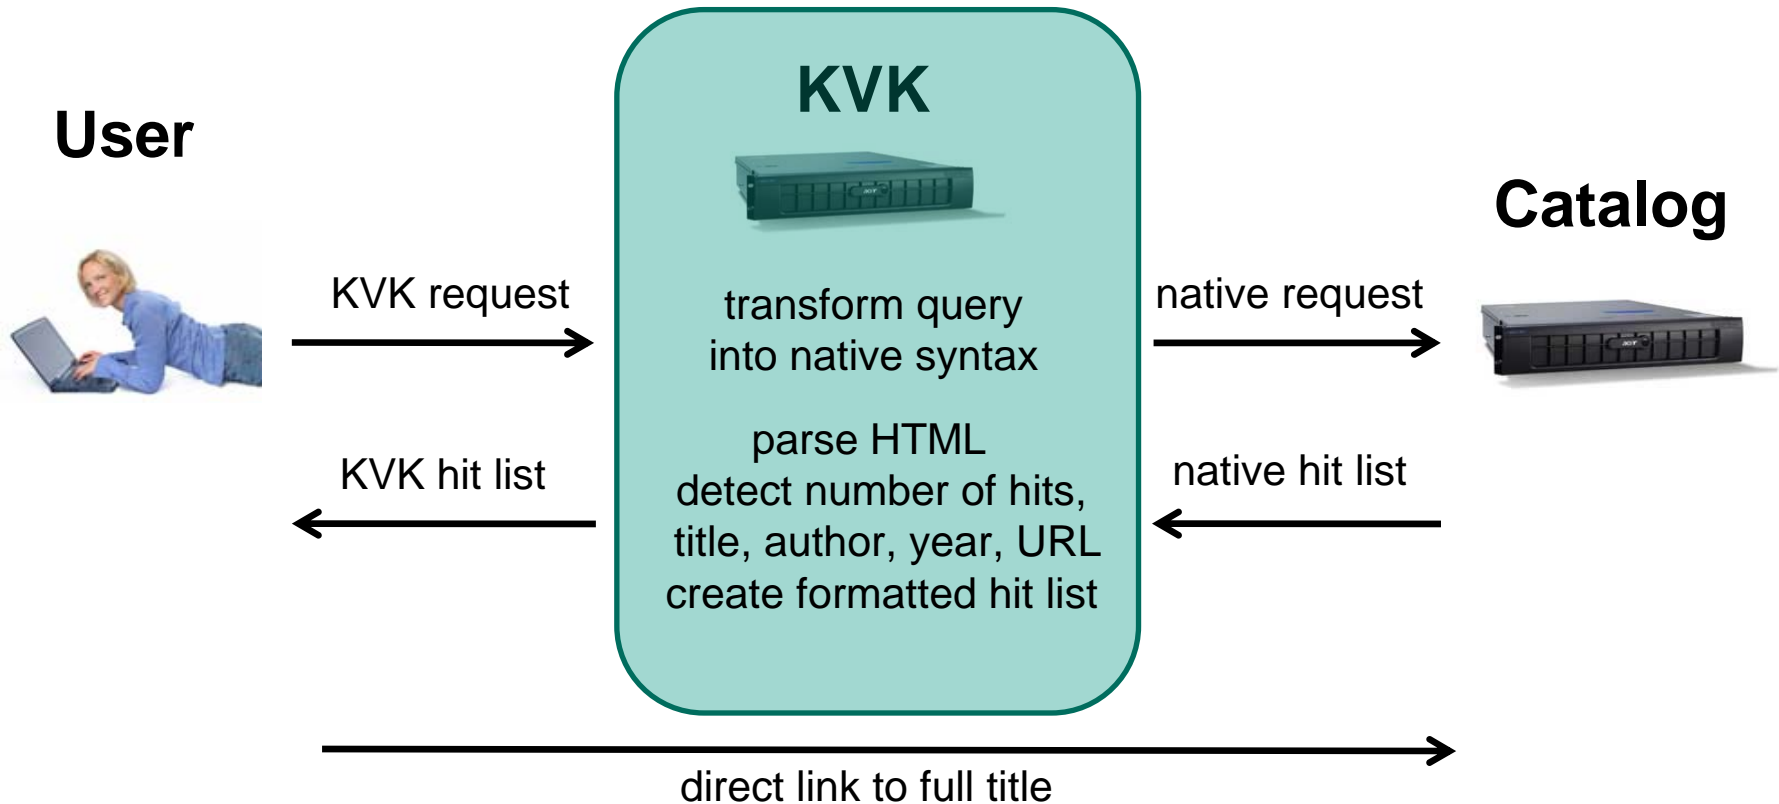 KVK
User
Catalog
KVK request
transform query
into native syntax
native request
KVK hit list
parse HTML
detect number of hits,
title, author, year, URL
create formatted hit list
native hit list
direct link to full title